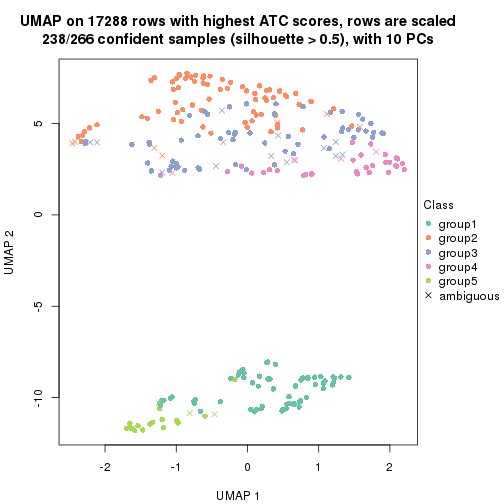 UMAP on 17288 rows with highest ATC scores, rows are scaled
238/266 confident samples (silhouette > 0.5), with 10 PCs
5
0
-5
-10
UMAP 2
-2
-1
0
1
2
UMAP 1
Class
group1
group2
group3
group4
group5
ambiguous